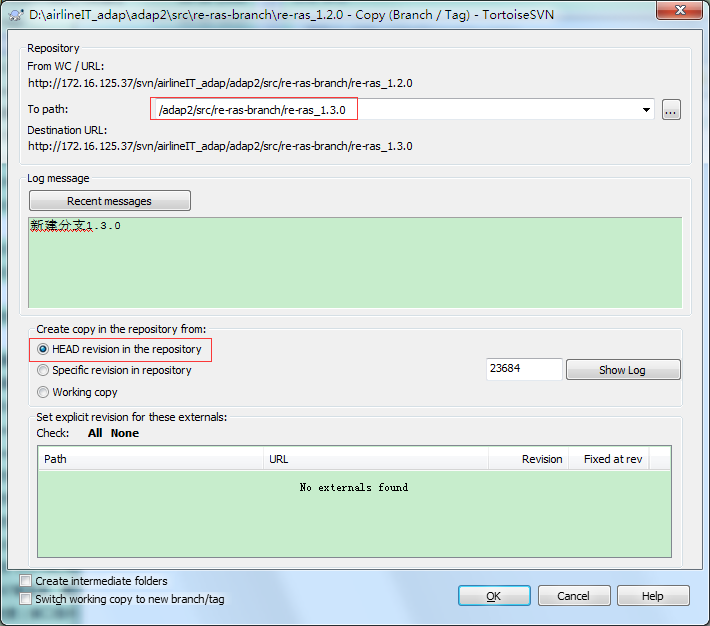 D:\airlineIT_adap\adap2\src\re-ras-branch\re-ras_1.2.0 - Copy (Branch / Tag) - TortoiseSVN
Repository
From WC / URL:
http://172.16.125.37/svn/airlineIT_adap/adap2/src/re-ras-branch/re-ras_1.2.0
To path:
/adap2/src/re-ras-branch/re-ras_1.3.0
...
Destination URL:
http://172.16.125.37/svn/airlineIT_adap/adap2/src/re-ras-branch/re-ras_1.3.0
Log message
Recent messages
新建分支1.3.0
Create copy in the repository from:
HEAD revision in the repository
Specific revision in repository
23684
Show Log
Working copy
Set explicit revision for these externals:
Check: All None
Path URL Revision Fixed at rev
No externals found
Create intermediate folders
Switch working copy to new branch/tag
OK Cancel Help